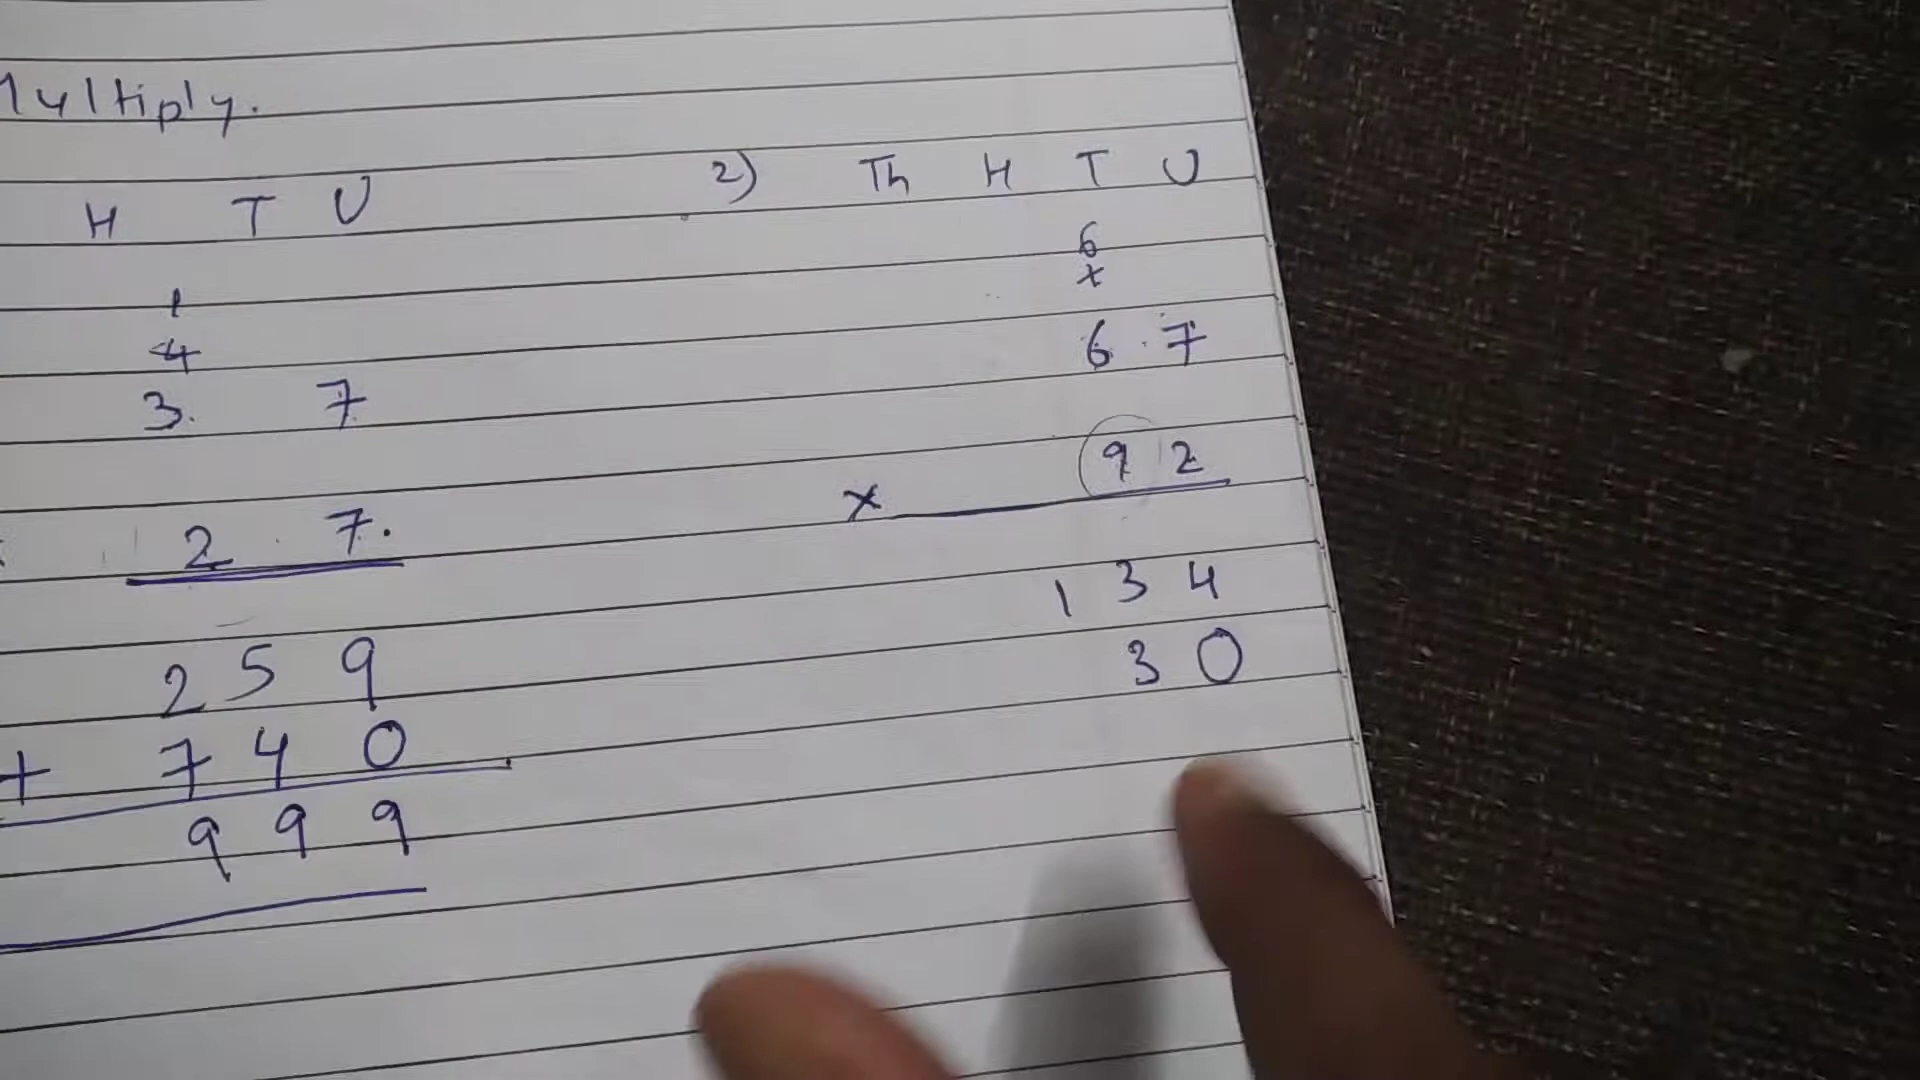 Multiply.
H T U
1
4
3. 7
2 7.
2 5 9
+ 7 4 0
9 9 9
2) Th H T U
6
x
6 7
x 9 2
1 3 4
3 0